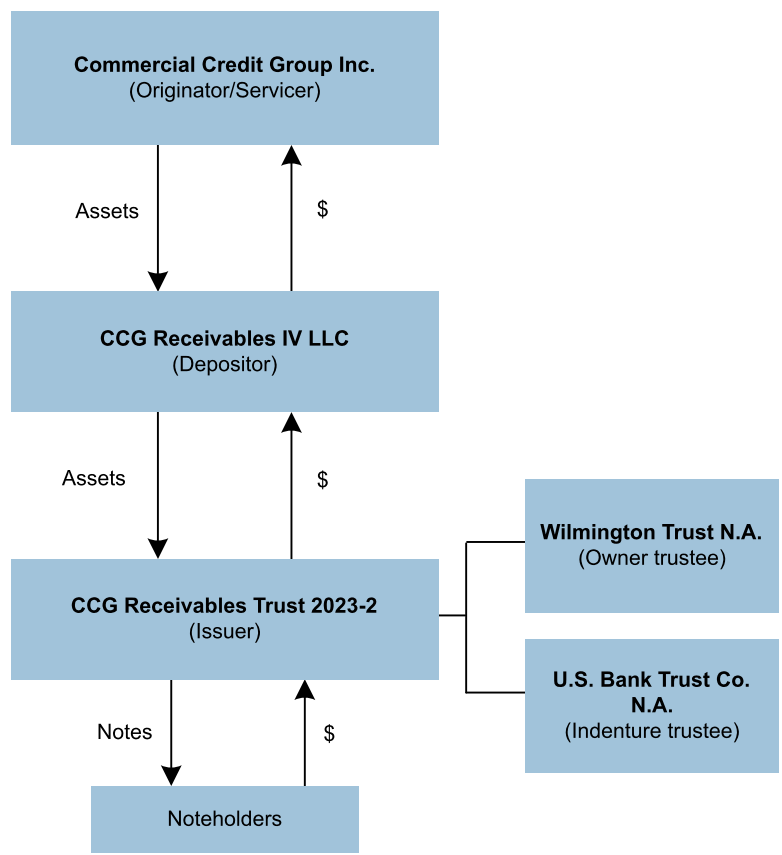 Commercial Credit Group Inc.
(Originator/Servicer)
Assets
$
CCG Receivables IV LLC
(Depositor)
Assets
$
CCG Receivables Trust 2023-2
(Issuer)
Wilmington Trust N.A.
(Owner trustee)
U.S. Bank Trust Co.
N.A.
(Indenture trustee)
Notes
$
Noteholders